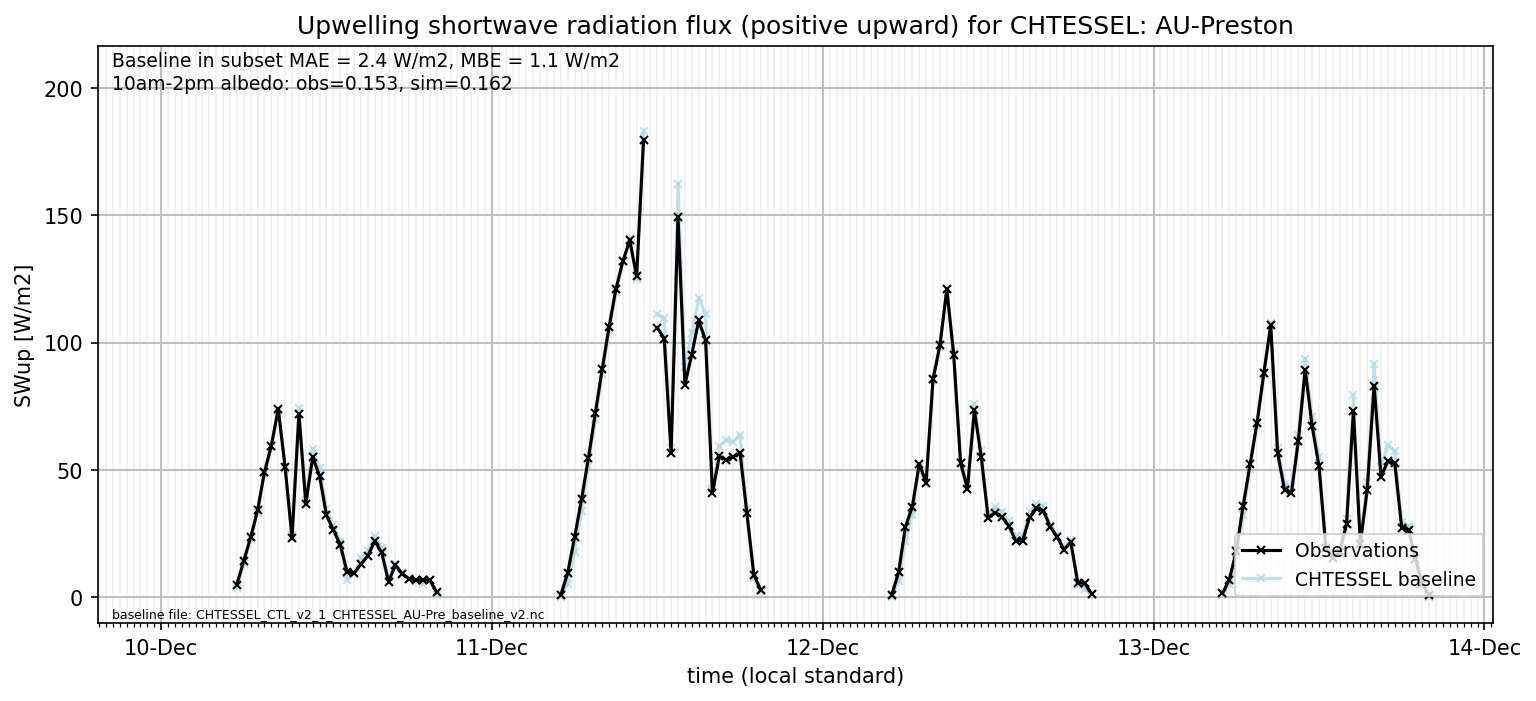 Upwelling shortwave radiation flux (positive upward) for CHTESSEL: AU-Preston
Baseline in subset MAE = 2.4 W/m2, MBE = 1.1 W/m2
10am-2pm albedo: obs=0.153, sim=0.162
200
150
100
50
0
SWup [W/m2]
Observations
CHTESSEL baseline
baseline file: CHTESSEL_CTL_v2_1_CHTESSEL_AU-Pre_baseline_v2.nc
10-Dec 11-Dec 12-Dec 13-Dec 14-Dec
time (local standard)